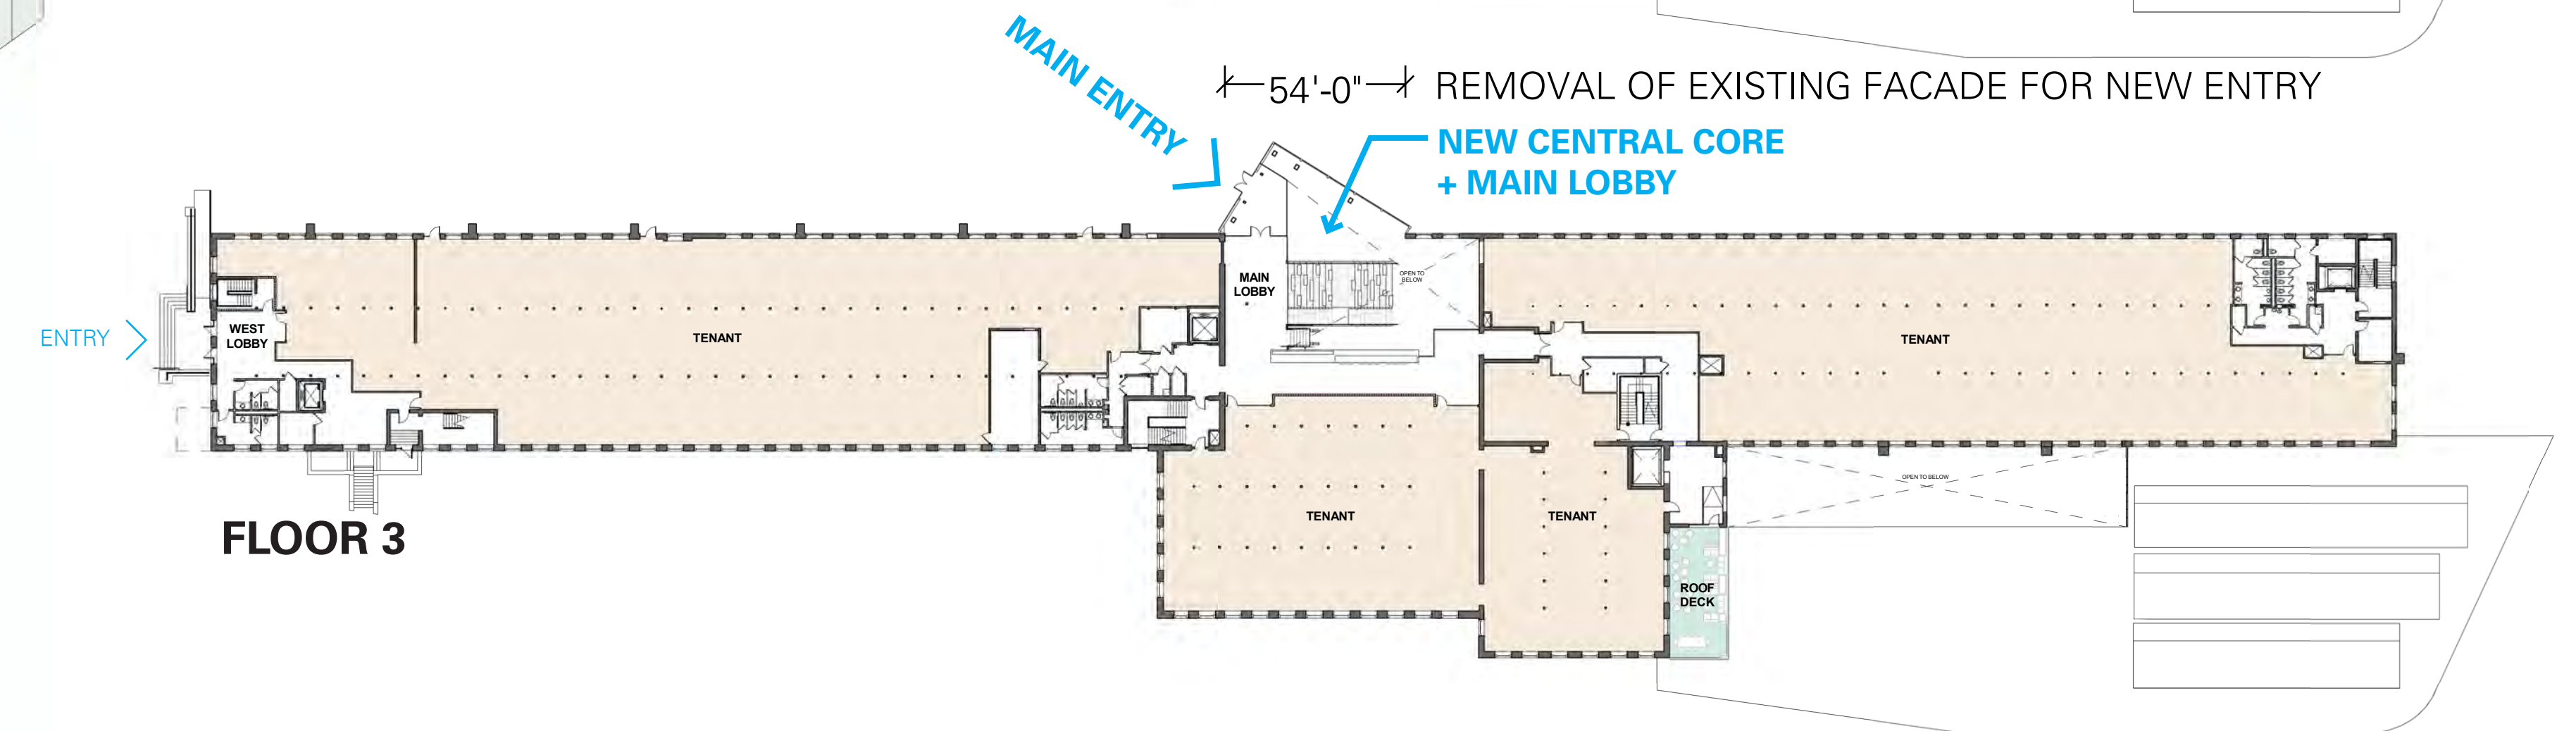 MAIN ENTRY
54'-0" REMOVAL OF EXISTING FACADE FOR NEW ENTRY
NEW CENTRAL CORE
+ MAIN LOBBY
ENTRY
WEST
LOBBY
TENANT
MAIN
LOBBY
OPEN TO
BELOW
TENANT
TENANT
TENANT
OPEN TO BELOW
ROOF
DECK
FLOOR 3